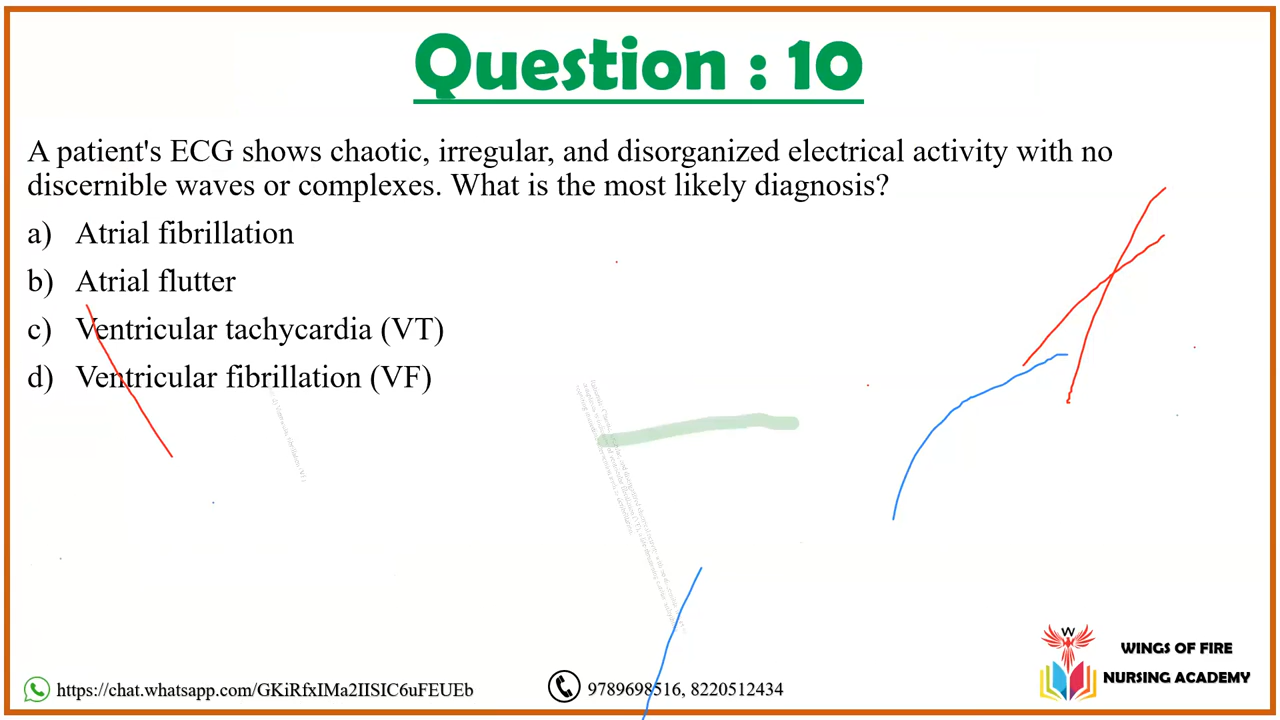 Question : 10
A patient's ECG shows chaotic, irregular, and disorganized electrical activity with no
discernible waves or complexes. What is the most likely diagnosis?
a) Atrial fibrillation
b) Atrial flutter
c) Ventricular tachycardia (VT)
d) Ventricular fibrillation (VF)
W
WINGS OF FIRE
NURSING ACADEMY
https://chat.whatsapp.com/GKiRfxIMa2IISIC6uFEUEb
9789698516, 8220512434